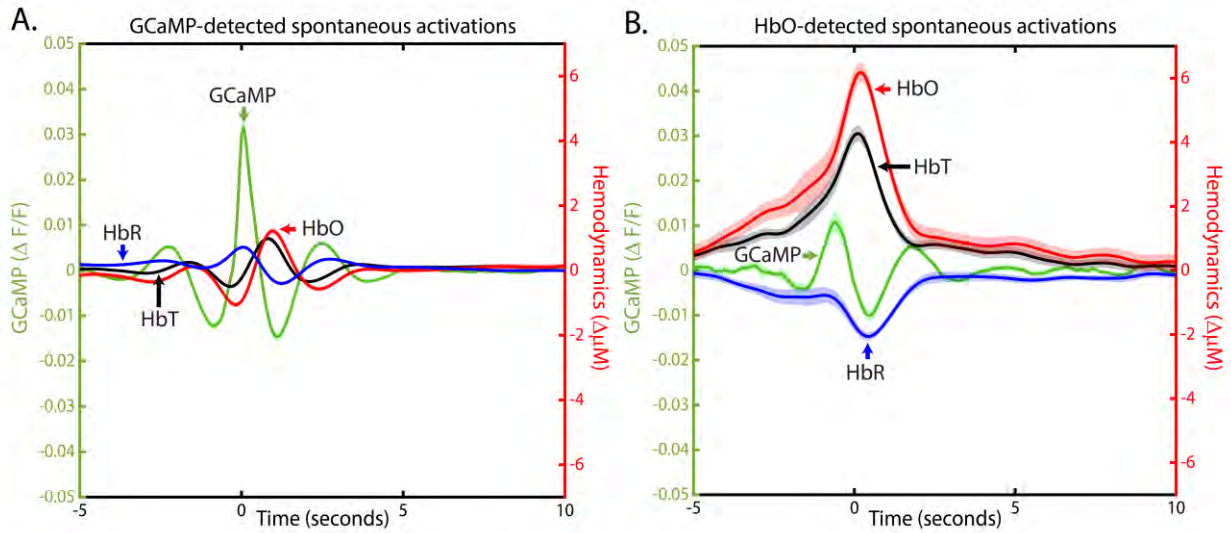 A.
GCaMP-detected spontaneous activations
0.05
0.04
0.03
0.02
0.01
0
-0.01
-0.02
-0.03
-0.04
-0.05
GCaMP (Δ F/F)
GCaMP
HbR
HbO
HbT
6
4
2
0
-2
-4
-6
Hemodynamics (ΔμM)
-5
0
5
10
Time (seconds)
B.
HbO-detected spontaneous activations
0.05
0.04
0.03
0.02
0.01
0
-0.01
-0.02
-0.03
-0.04
-0.05
GCaMP (Δ F/F)
HbO
HbT
GCaMP
HbR
6
4
2
0
-2
-4
-6
Hemodynamics (ΔμM)
-5
0
5
10
Time (seconds)